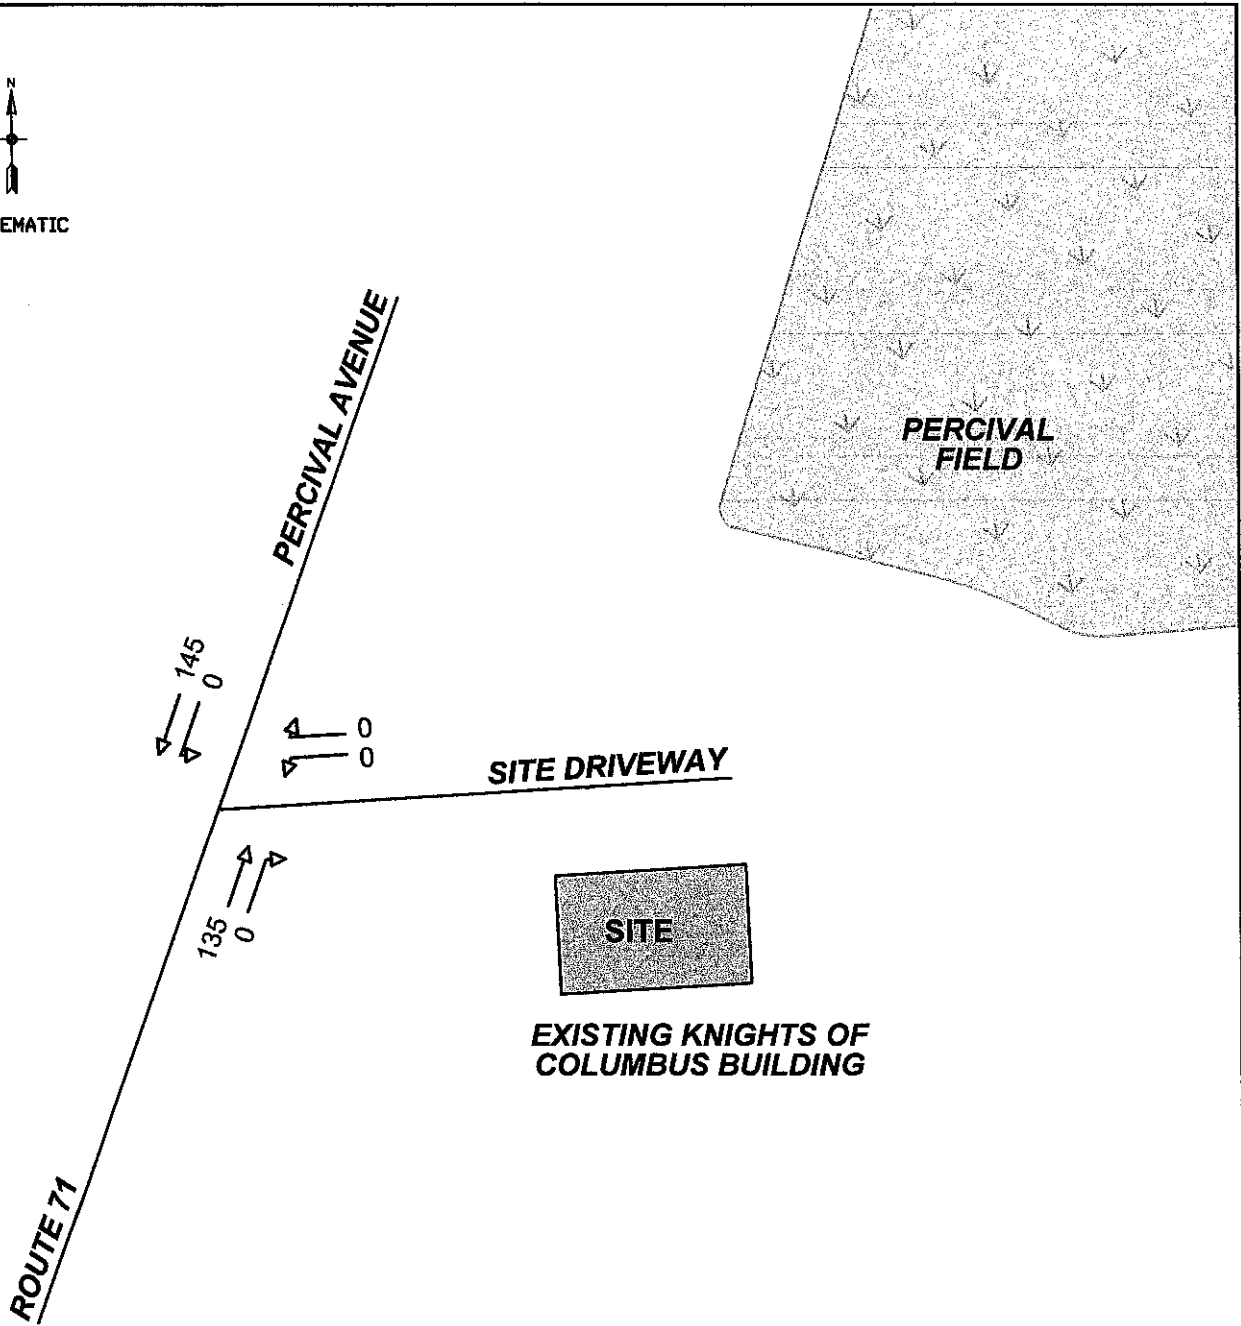 N
EMATIC
PERCIVAL AVENUE
PERCIVAL
FIELD
145
0
0
0
SITE DRIVEWAY
135
0
SITE
EXISTING KNIGHTS OF
COLUMBUS BUILDING
ROUTE 71